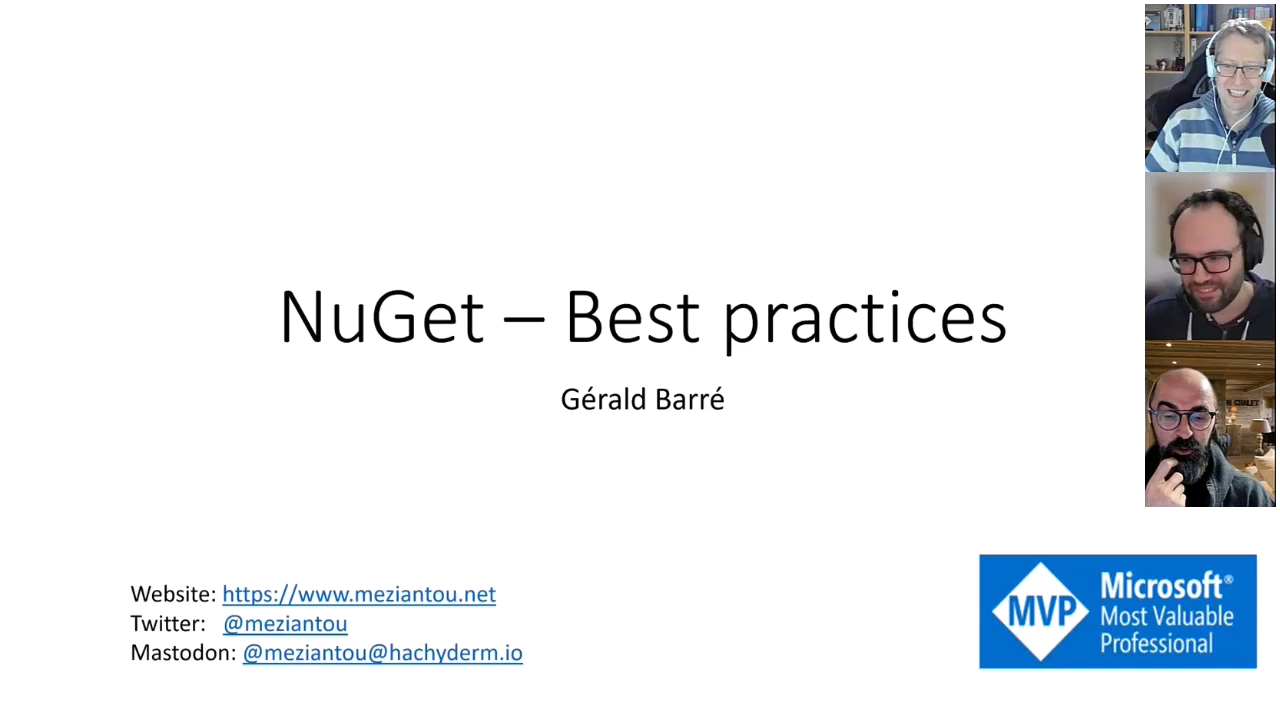 NuGet – Best practices
Gérald Barré
Website: https://www.meziantou.net
Twitter: @meziantou
Mastodon: @meziantou@hachyderm.io
MVP
Microsoft®
Most Valuable
Professional
CHALET